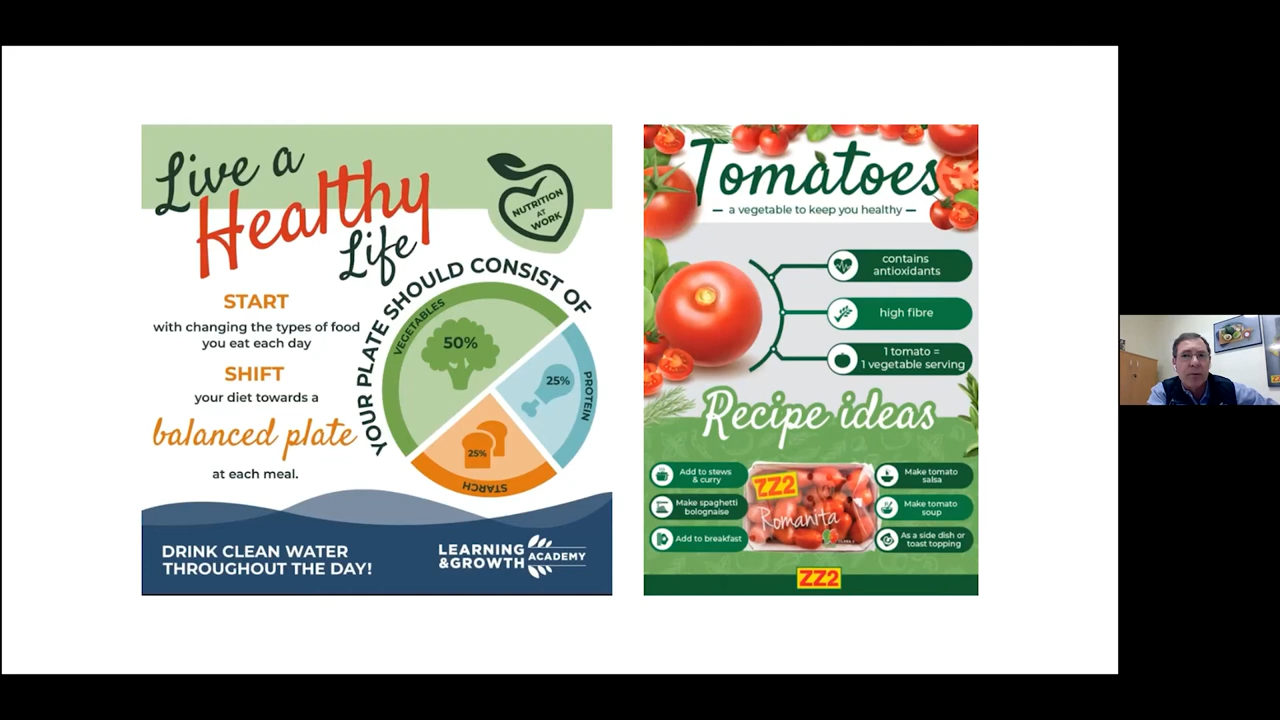 Live a
Healthy
Life
NUTRITION
AT
WORK
START
with changing the types of food
you eat each day
SHIFT
your diet towards a
balanced plate
at each meal.
YOUR PLATE SHOULD CONSIST OF
VEGETABLES
50%
25%
PROTEIN
25%
STARCH
DRINK CLEAN WATER
THROUGHOUT THE DAY!
LEARNING
&GROWTH
ACADEMY
Tomatoes
— a vegetable to keep you healthy —
contains
antioxidants
high fibre
1 tomato =
1 vegetable serving
Recipe ideas
Add to stews
& curry
Make spaghetti
bolognaise
Add to breakfast
ZZ2
Romanita
Make tomato
salsa
Make tomato
soup
As a side dish or
toast topping
ZZ2